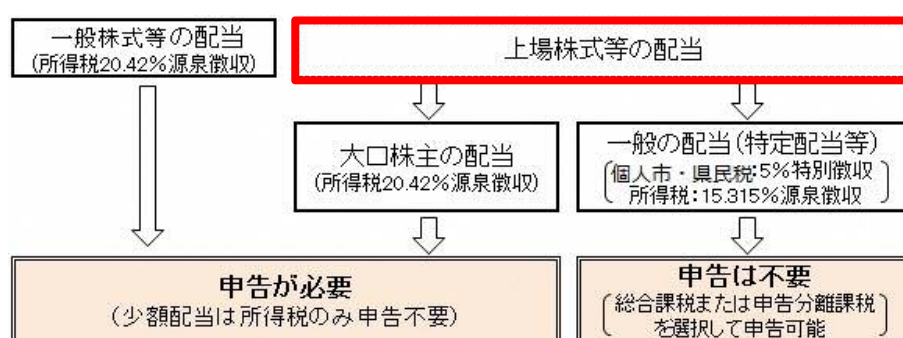 一般株式等の配当
(所得税20.42%源泉徴収)
上場株式等の配当
大口株主の配当
(所得税20.42%源泉徴収)
一般の配当(特定配当等)
個人市・県民税:5%特別徴収
所得税:15.315%源泉徴収
申告が必要
(少額配当は所得税のみ申告不要)
申告は不要
総合課税または申告分離課税
を選択して申告可能